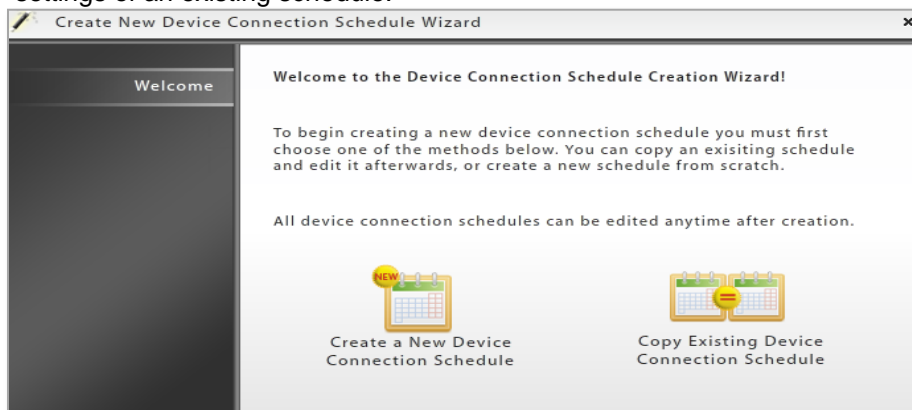 settings of an existing schedule.
Create New Device Connection Schedule Wizard
Welcome
Welcome to the Device Connection Schedule Creation Wizard!
To begin creating a new device connection schedule you must first
choose one of the methods below. You can copy an exisiting schedule
and edit it afterwards, or create a new schedule from scratch.
All device connection schedules can be edited anytime after creation.
NEW
Create a New Device
Connection Schedule
Copy Existing Device
Connection Schedule